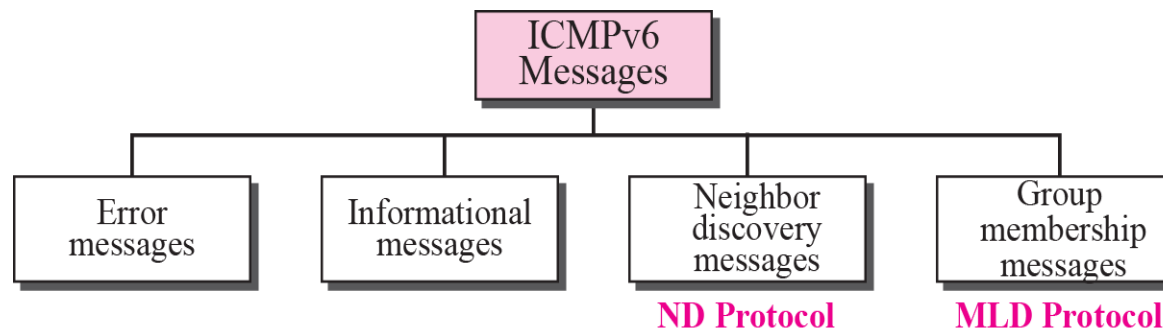 ICMPv6
Messages
Error
messages
Informational
messages
Neighbor
discovery
messages
Group
membership
messages
ND Protocol
MLD Protocol